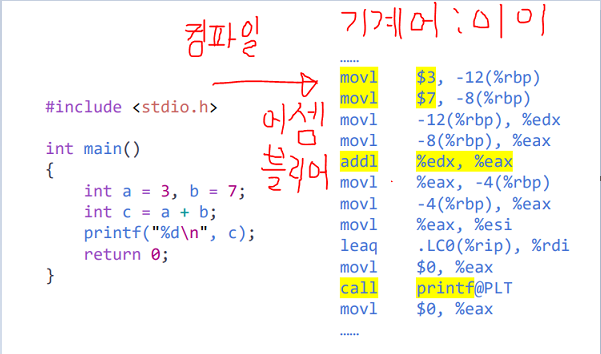 컴파일
기계어 : 이미
어셈
블리어
#include <stdio.h>
int main()
{
int a = 3, b = 7;
int c = a + b;
printf("%d\n", c);
return 0;
}
……
movl $3, -12(%rbp)
movl $7, -8(%rbp)
movl -12(%rbp), %edx
movl -8(%rbp), %eax
addl %edx, %eax
movl %eax, -4(%rbp)
movl -4(%rbp), %eax
movl %eax, %esi
leaq .LC0(%rip), %rdi
movl $0, %eax
call printf@PLT
movl $0, %eax
……